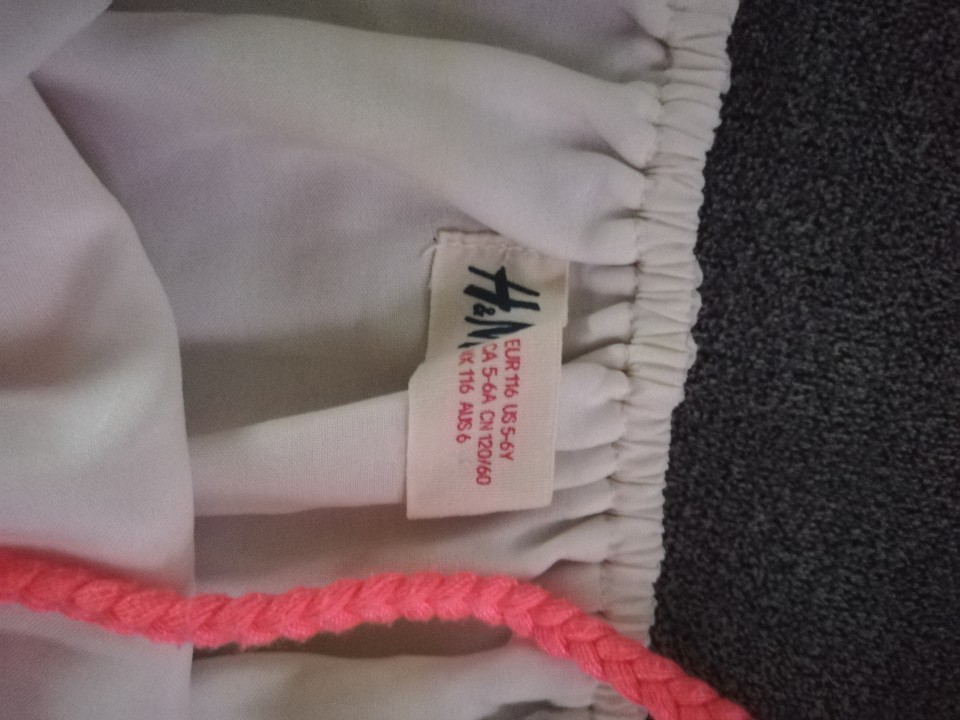 H&M
EUR 116 US 5-6Y
CA 5-6A CN 120/60
MX 116 AUS 6